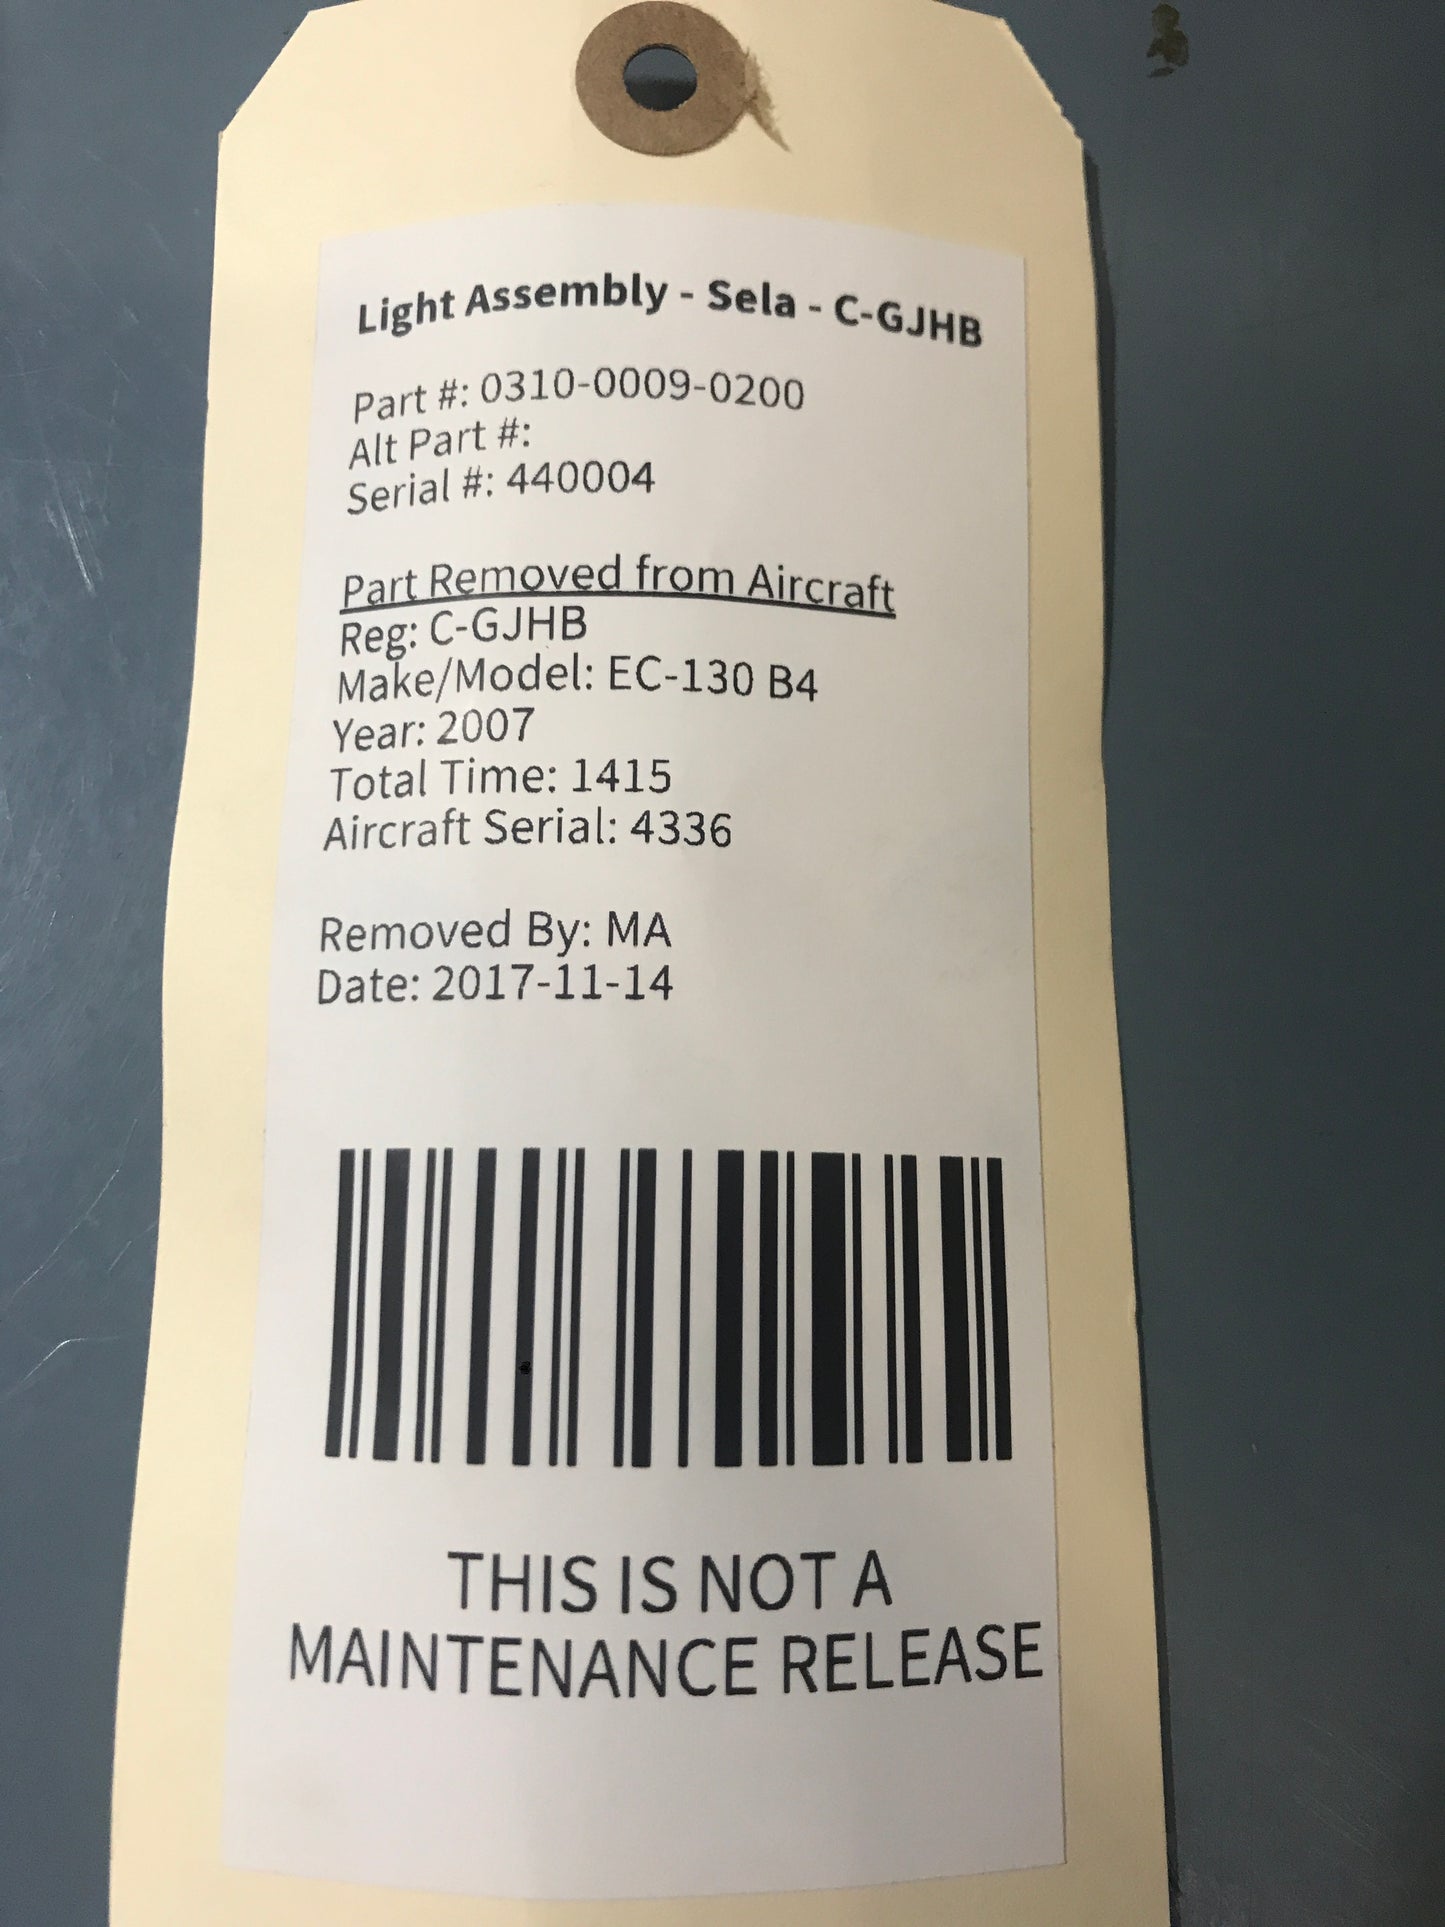 Light Assembly - Sela - C-GJHB
Part #: 0310-0009-0200
Alt Part #:
Serial #: 440004
Part Removed from Aircraft
Reg: C-GJHB
Make/Model: EC-130 B4
Year: 2007
Total Time: 1415
Aircraft Serial: 4336
Removed By: MA
Date: 2017-11-14
THIS IS NOT A
MAINTENANCE RELEASE